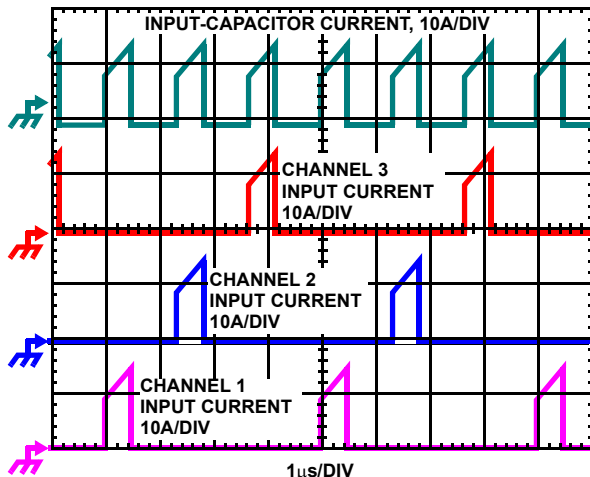 INPUT-CAPACITOR CURRENT, 10A/DIV
CHANNEL 3
INPUT CURRENT
10A/DIV
CHANNEL 2
INPUT CURRENT
10A/DIV
CHANNEL 1
INPUT CURRENT
10A/DIV
1μs/DIV